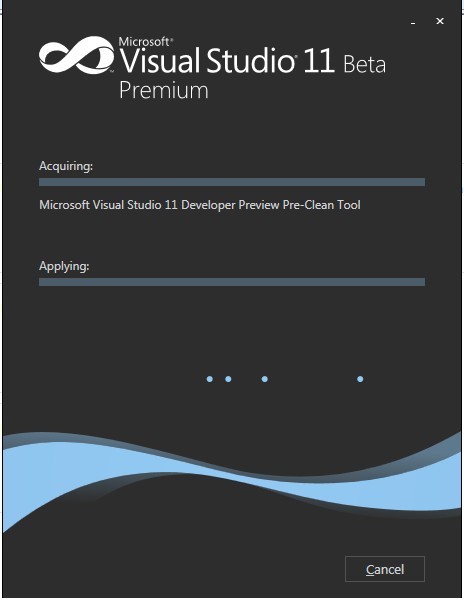 Microsoft®
Visual Studio® 11 Beta
Premium
Acquiring:
Microsoft Visual Studio 11 Developer Preview Pre-Clean Tool
Applying:
Cancel